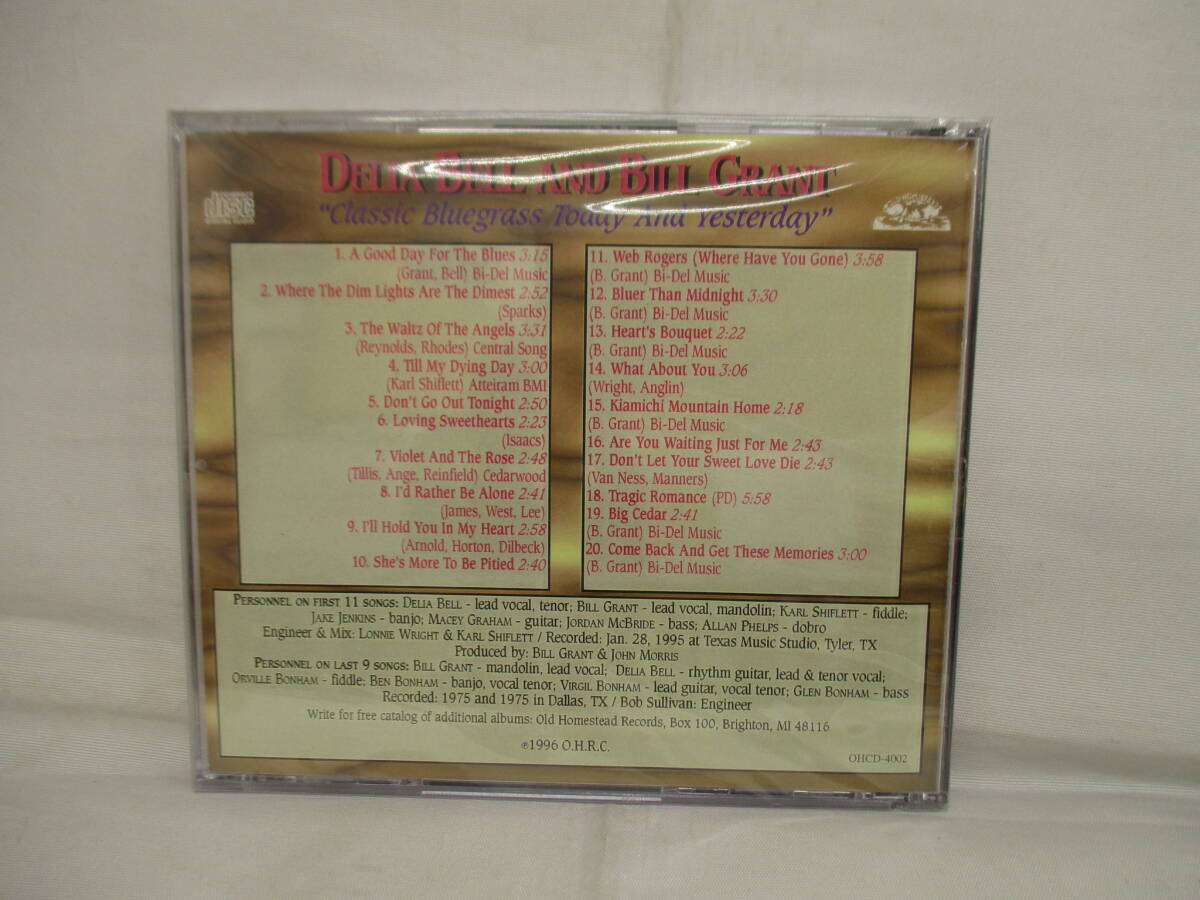 DELIA BELL AND BILL GRANT
"Classic Bluegrass Today And Yesterday"
disc
1. A Good Day For The Blues 3:15
(Grant, Bell) Bi-Del Music
2. Where The Dim Lights Are The Dimest 2:52
(Sparks)
3. The Waltz Of The Angels 3:31
(Reynolds, Rhodes) Central Song
4. Till My Dying Day 3:00
(Karl Shiflett) Atteiram BMI
5. Don't Go Out Tonight 2:50
6. Loving Sweethearts 2:23
(Isaacs)
7. Violet And The Rose 2:48
(Tillis, Ange, Reinfield) Cedarwood
8. I'd Rather Be Alone 2:41
(James, West, Lee)
9. I'll Hold You In My Heart 2:58
(Arnold, Horton, Dilbeck)
10. She's More To Be Pitied 2:40
11. Web Rogers (Where Have You Gone) 3:58
(B. Grant) Bi-Del Music
12. Bluer Than Midnight 3:30
(B. Grant) Bi-Del Music
13. Heart's Bouquet 2:22
(B. Grant) Bi-Del Music
14. What About You 3:06
(Wright, Anglin)
15. Kiamichi Mountain Home 2:18
(B. Grant) Bi-Del Music
16. Are You Waiting Just For Me 2:43
17. Don't Let Your Sweet Love Die 2:43
(Van Ness, Manners)
18. Tragic Romance (PD) 5:58
19. Big Cedar 2:41
(B. Grant) Bi-Del Music
20. Come Back And Get These Memories 3:00
(B. Grant) Bi-Del Music
PERSONNEL ON FIRST 11 SONGS: DELIA BELL - lead vocal, tenor; BILL GRANT - lead vocal, mandolin; KARL SHIFLETT - fiddle;
JAKE JENKINS - banjo; MACEY GRAHAM - guitar; JORDAN MCBRIDE - bass; ALLAN PHELPS - dobro
Engineer & Mix: LONNIE WRIGHT & KARL SHIFLETT / Recorded: Jan. 28, 1995 at Texas Music Studio, Tyler, TX
Produced by: BILL GRANT & JOHN MORRIS
PERSONNEL ON LAST 9 SONGS: BILL GRANT - mandolin, lead vocal; DELIA BELL - rhythm guitar, lead & tenor vocal;
ORVILLE BONHAM - fiddle; BEN BONHAM - banjo, vocal tenor; VIRGIL BONHAM - lead guitar, vocal tenor; GLEN BONHAM - bass
Recorded: 1975 and 1975 in Dallas, TX / Bob Sullivan: Engineer
Write for free catalog of additional albums: Old Homestead Records, Box 100, Brighton, MI 48116
℗1996 O.H.R.C.
OHCD-4002